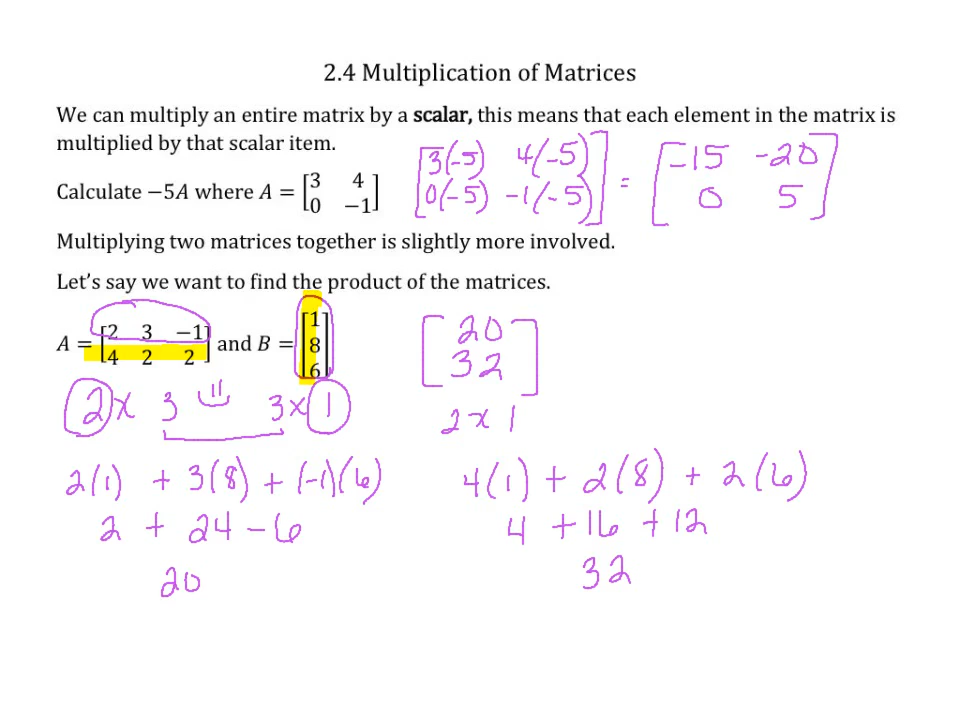 2.4 Multiplication of Matrices
We can multiply an entire matrix by a scalar, this means that each element in the matrix is
multiplied by that scalar item.
3(-5) 4(-5)
0(-5) -1(-5)
=
-15 -20
0 5
Calculate −5A where A = [3 4
0 −1]
Multiplying two matrices together is slightly more involved.
Let's say we want to find the product of the matrices.
A = [2 3 −1
4 2 2] and B = [1
8
6]
20
32
2 x 3 3 x 1
2 x 1
2(1) + 3(8) + (-1)(6)
2 + 24 - 6
20
4(1) + 2(8) + 2(6)
4 + 16 + 12
32